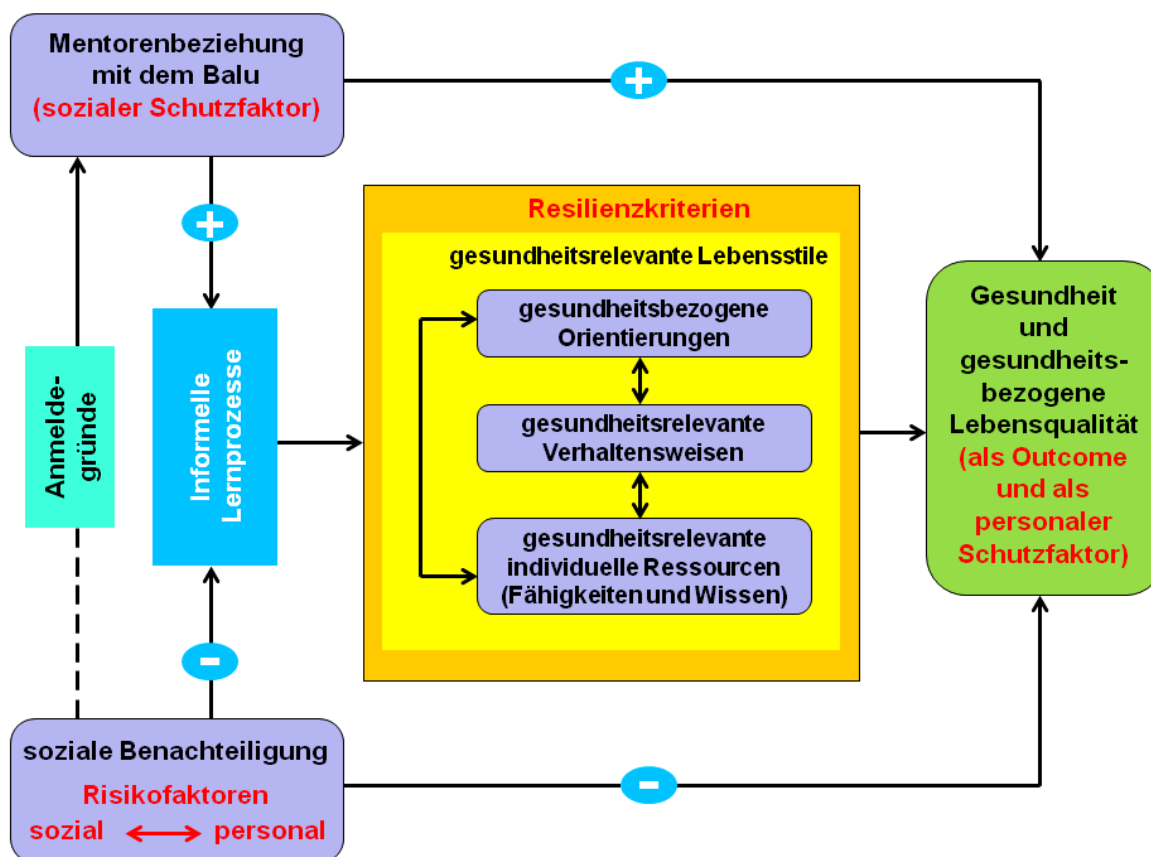 Mentorenbeziehung
mit dem Balu
(sozialer Schutzfaktor)
+
+
Resilienzkriterien
gesundheitsrelevante Lebensstile
gesundheitsbezogene
Orientierungen
gesundheitsrelevante
Verhaltensweisen
gesundheitsrelevante
individuelle Ressourcen
(Fähigkeiten und Wissen)
Anmelde-
gründe
Informelle
Lernprozesse
Gesundheit
und
gesundheits-
bezogene
Lebensqualität
(als Outcome
und als
personaler
Schutzfaktor)
-
-
soziale Benachteiligung
Risikofaktoren
sozial personal